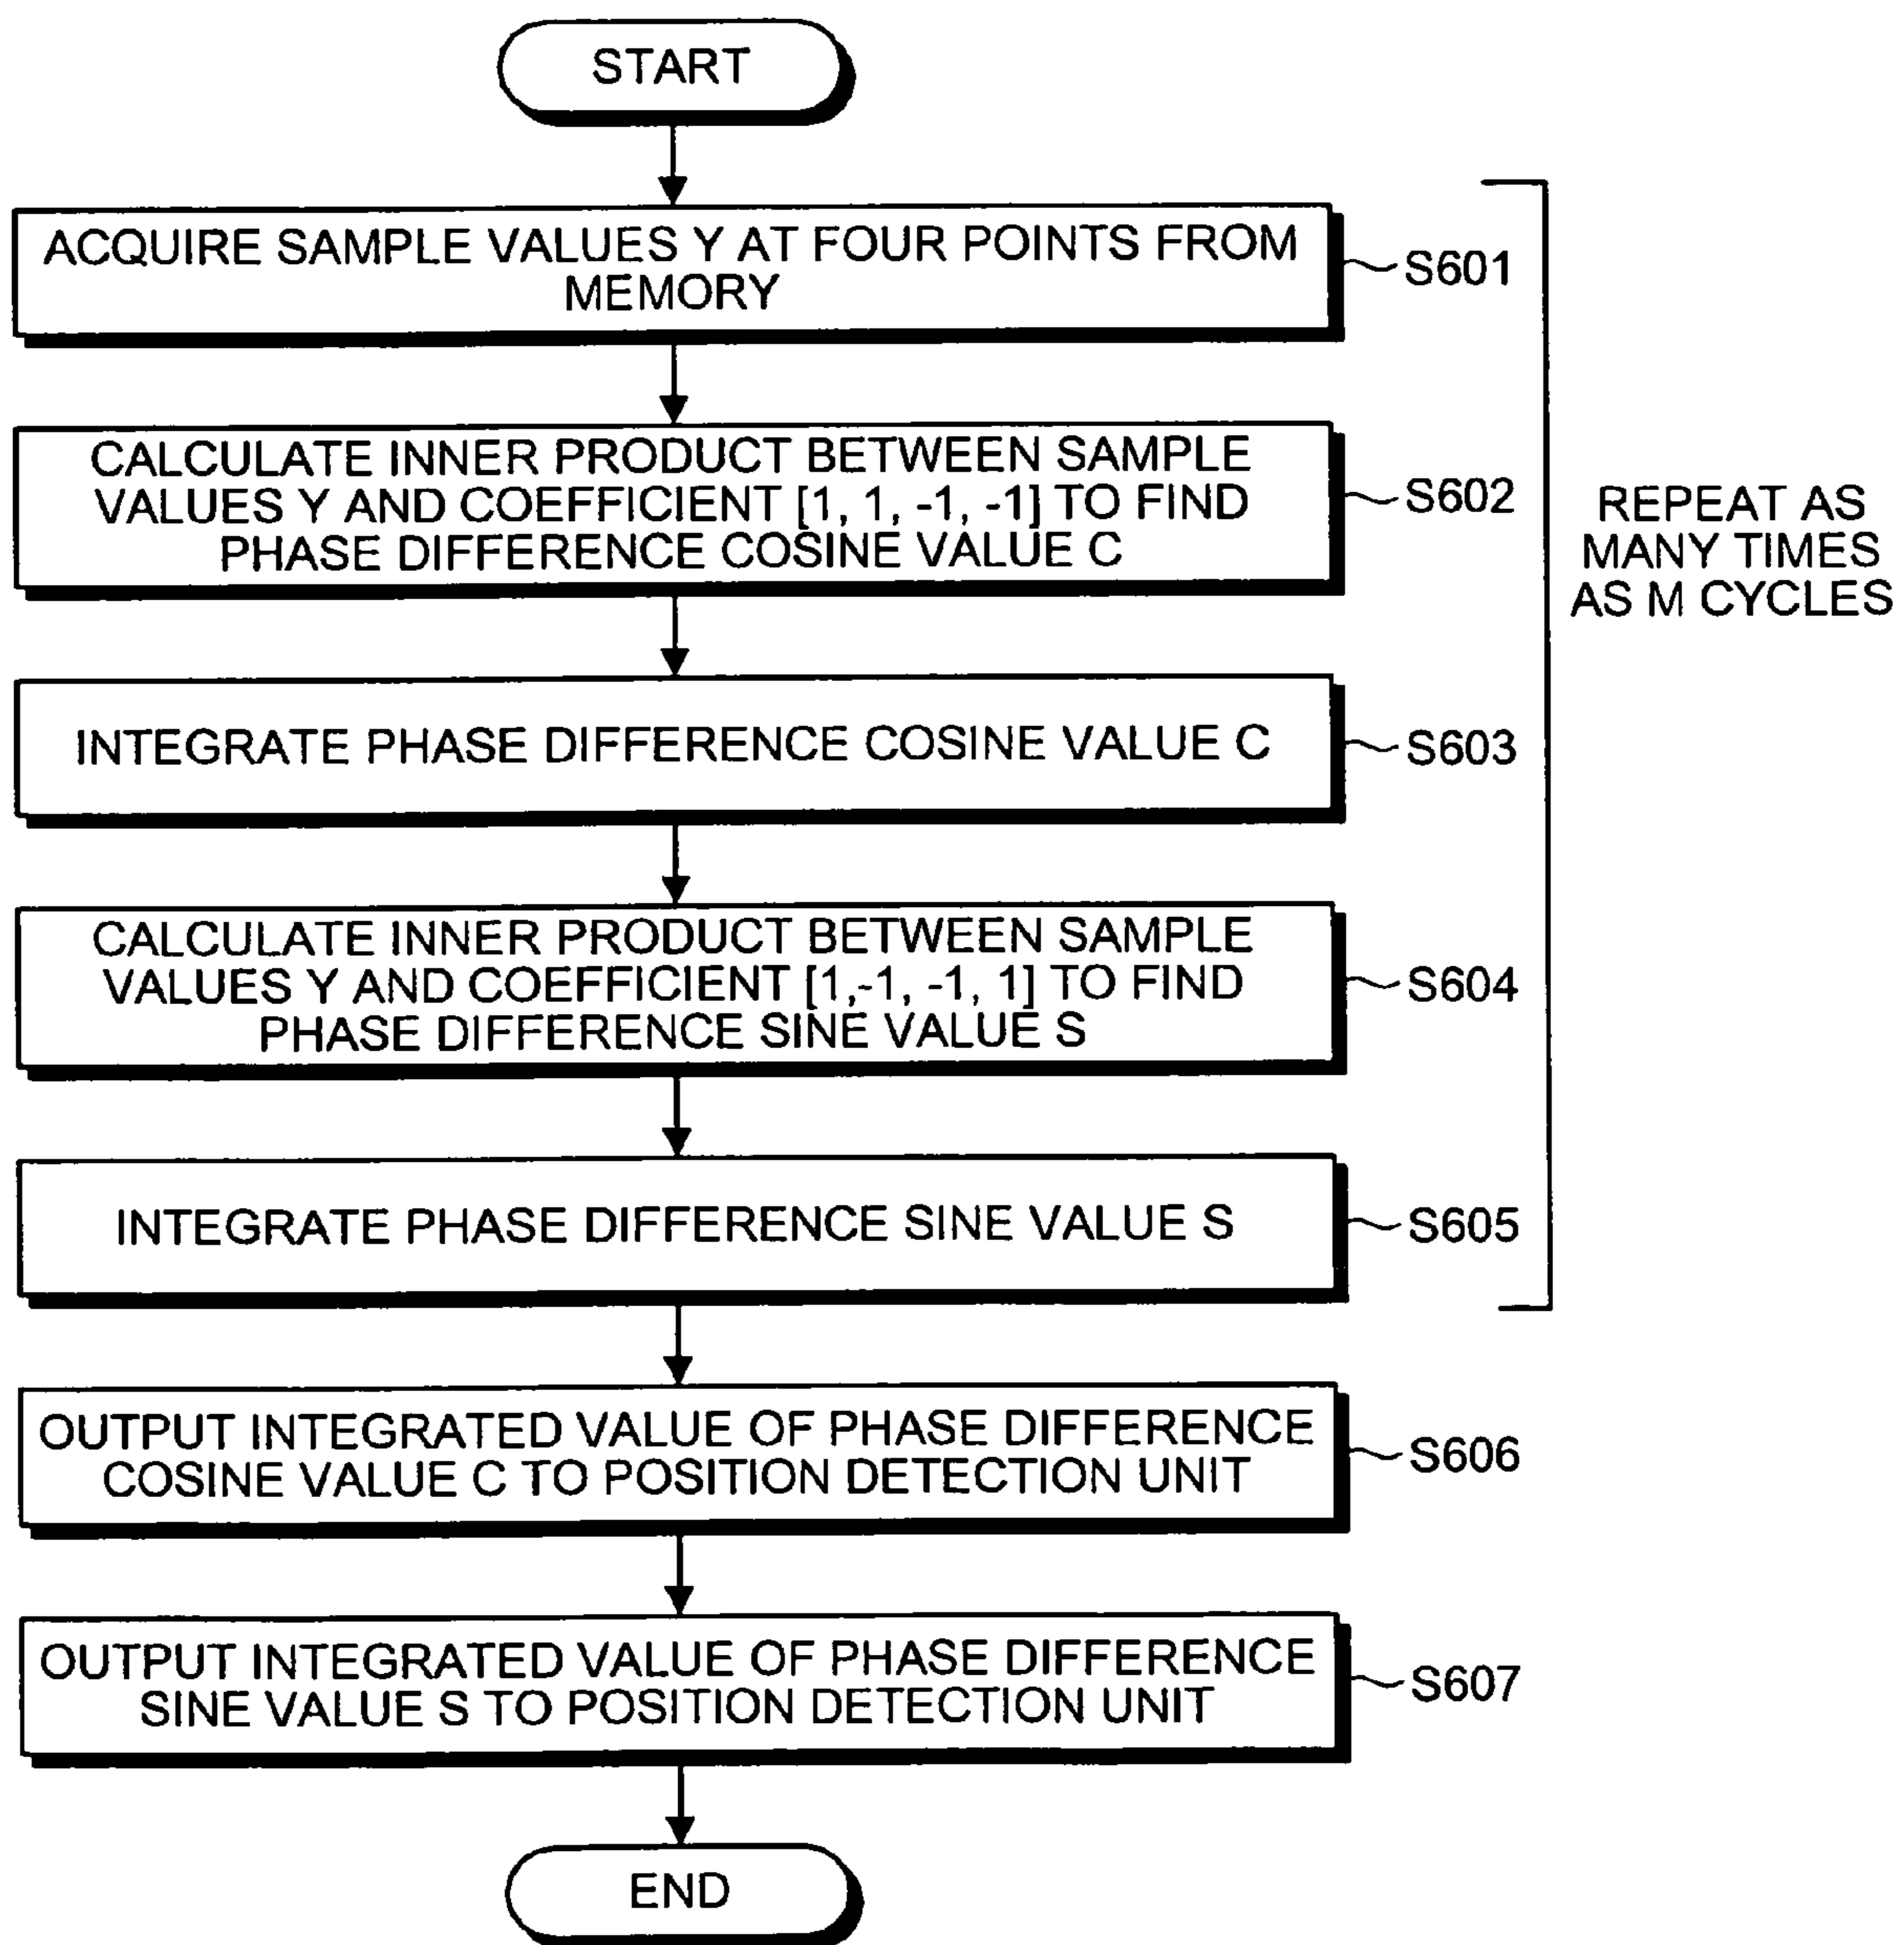 START
ACQUIRE SAMPLE VALUES Y AT FOUR POINTS FROM
MEMORY
S601
CALCULATE INNER PRODUCT BETWEEN SAMPLE
VALUES Y AND COEFFICIENT [1, 1, -1, -1] TO FIND
PHASE DIFFERENCE COSINE VALUE C
S602
REPEAT AS
MANY TIMES
AS M CYCLES
INTEGRATE PHASE DIFFERENCE COSINE VALUE C
S603
CALCULATE INNER PRODUCT BETWEEN SAMPLE
VALUES Y AND COEFFICIENT [1,-1, -1, 1] TO FIND
PHASE DIFFERENCE SINE VALUE S
S604
INTEGRATE PHASE DIFFERENCE SINE VALUE S
S605
OUTPUT INTEGRATED VALUE OF PHASE DIFFERENCE
COSINE VALUE C TO POSITION DETECTION UNIT
S606
OUTPUT INTEGRATED VALUE OF PHASE DIFFERENCE
SINE VALUE S TO POSITION DETECTION UNIT
S607
END